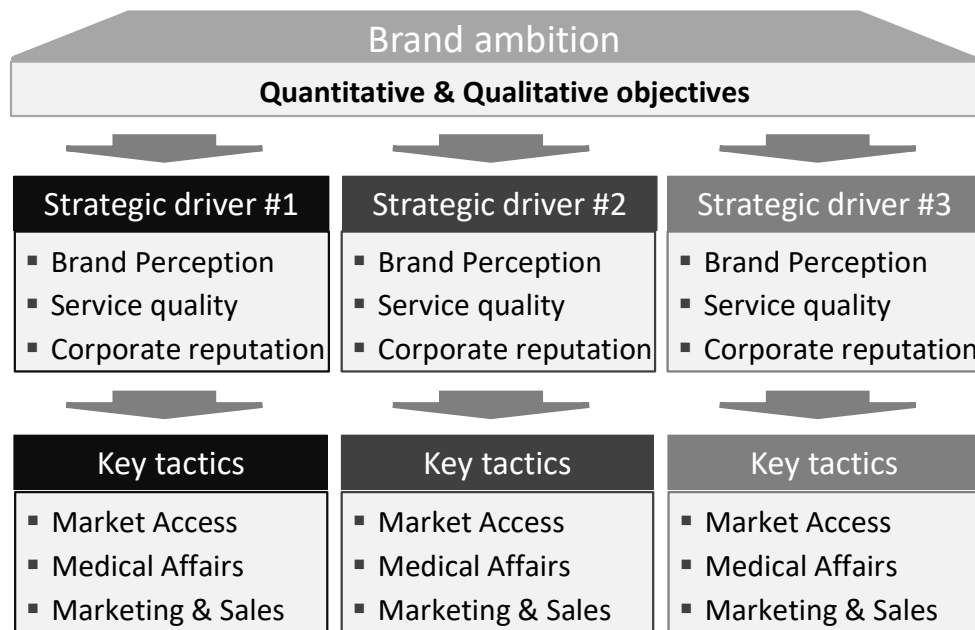 Brand ambition
Quantitative & Qualitative objectives
Strategic driver #1
▪ Brand Perception
▪ Service quality
▪ Corporate reputation
Strategic driver #2
▪ Brand Perception
▪ Service quality
▪ Corporate reputation
Strategic driver #3
▪ Brand Perception
▪ Service quality
▪ Corporate reputation
Key tactics
▪ Market Access
▪ Medical Affairs
▪ Marketing & Sales
Key tactics
▪ Market Access
▪ Medical Affairs
▪ Marketing & Sales
Key tactics
▪ Market Access
▪ Medical Affairs
▪ Marketing & Sales